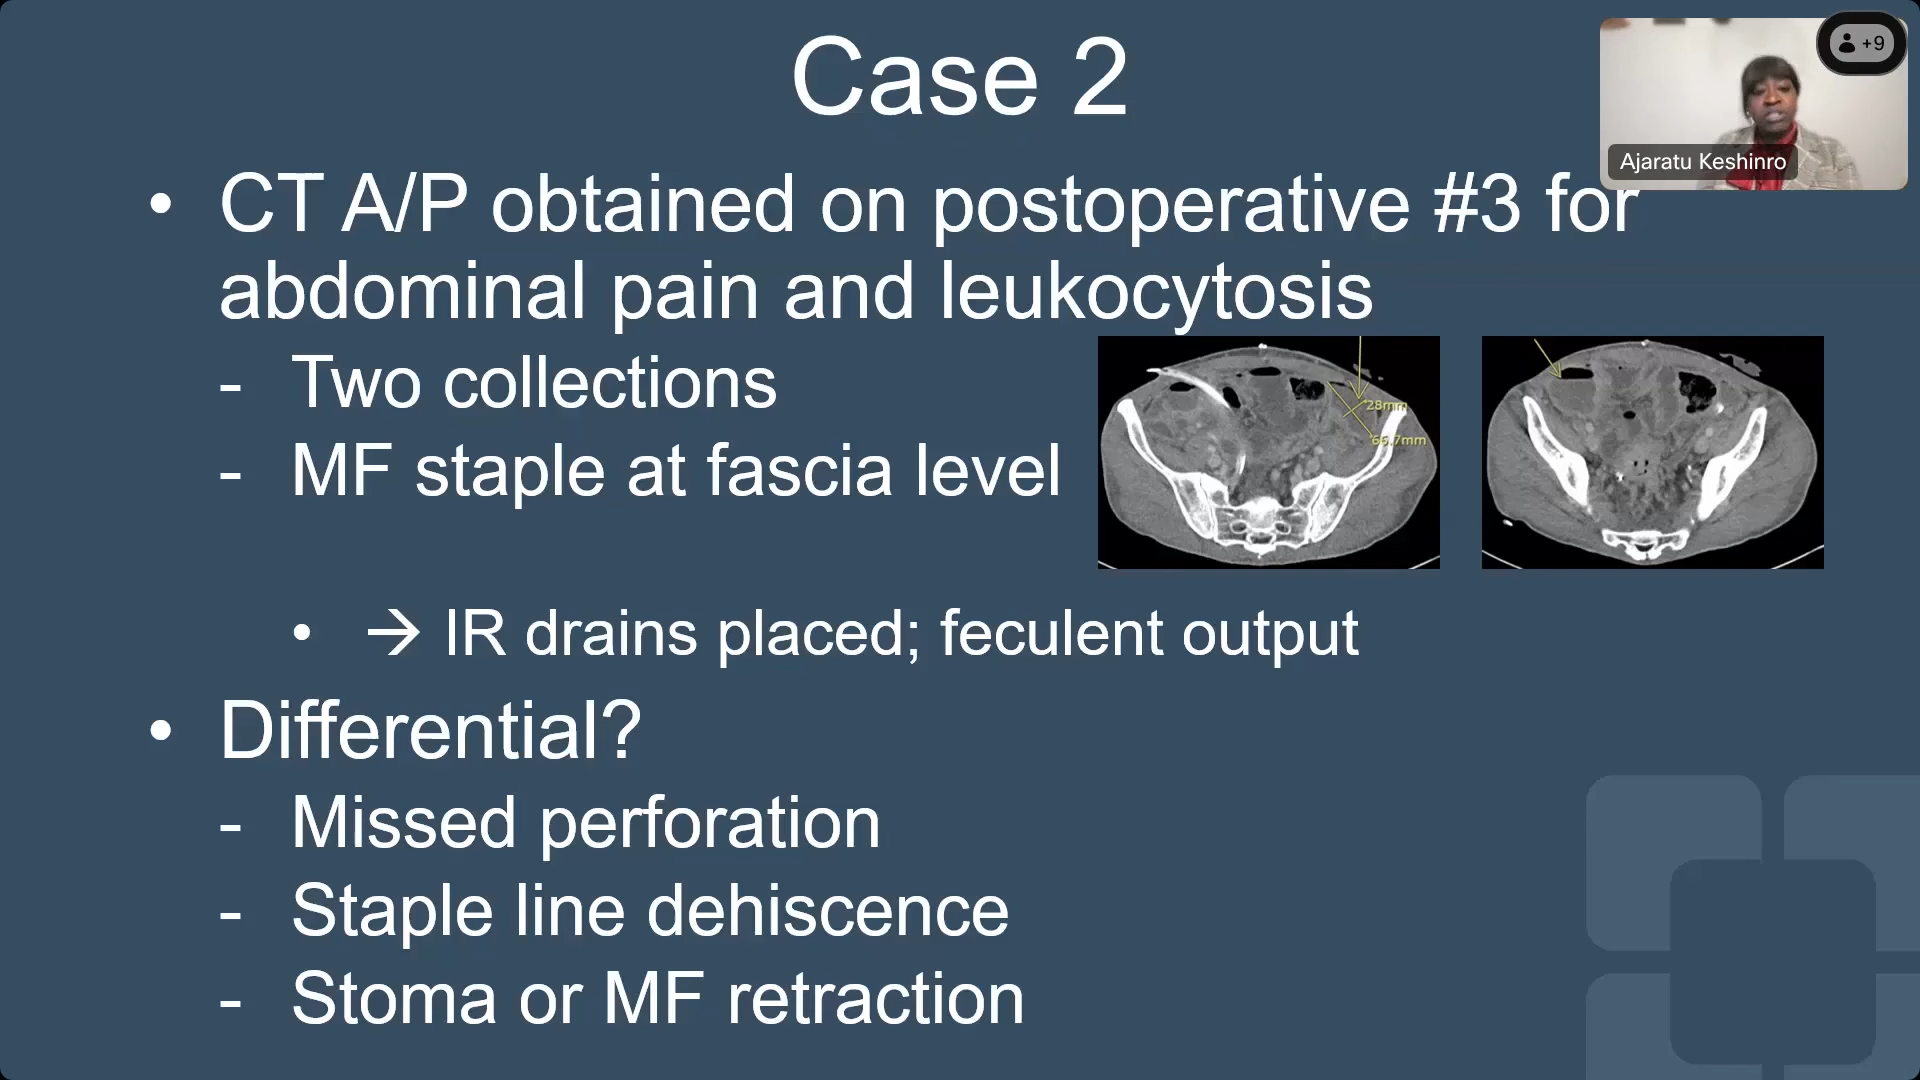 Case 2
+9
Ajaratu Keshinro
• CT A/P obtained on postoperative #3 for
abdominal pain and leukocytosis
- Two collections
- MF staple at fascia level
28mm
66.7mm
• → IR drains placed; feculent output
• Differential?
- Missed perforation
- Staple line dehiscence
- Stoma or MF retraction